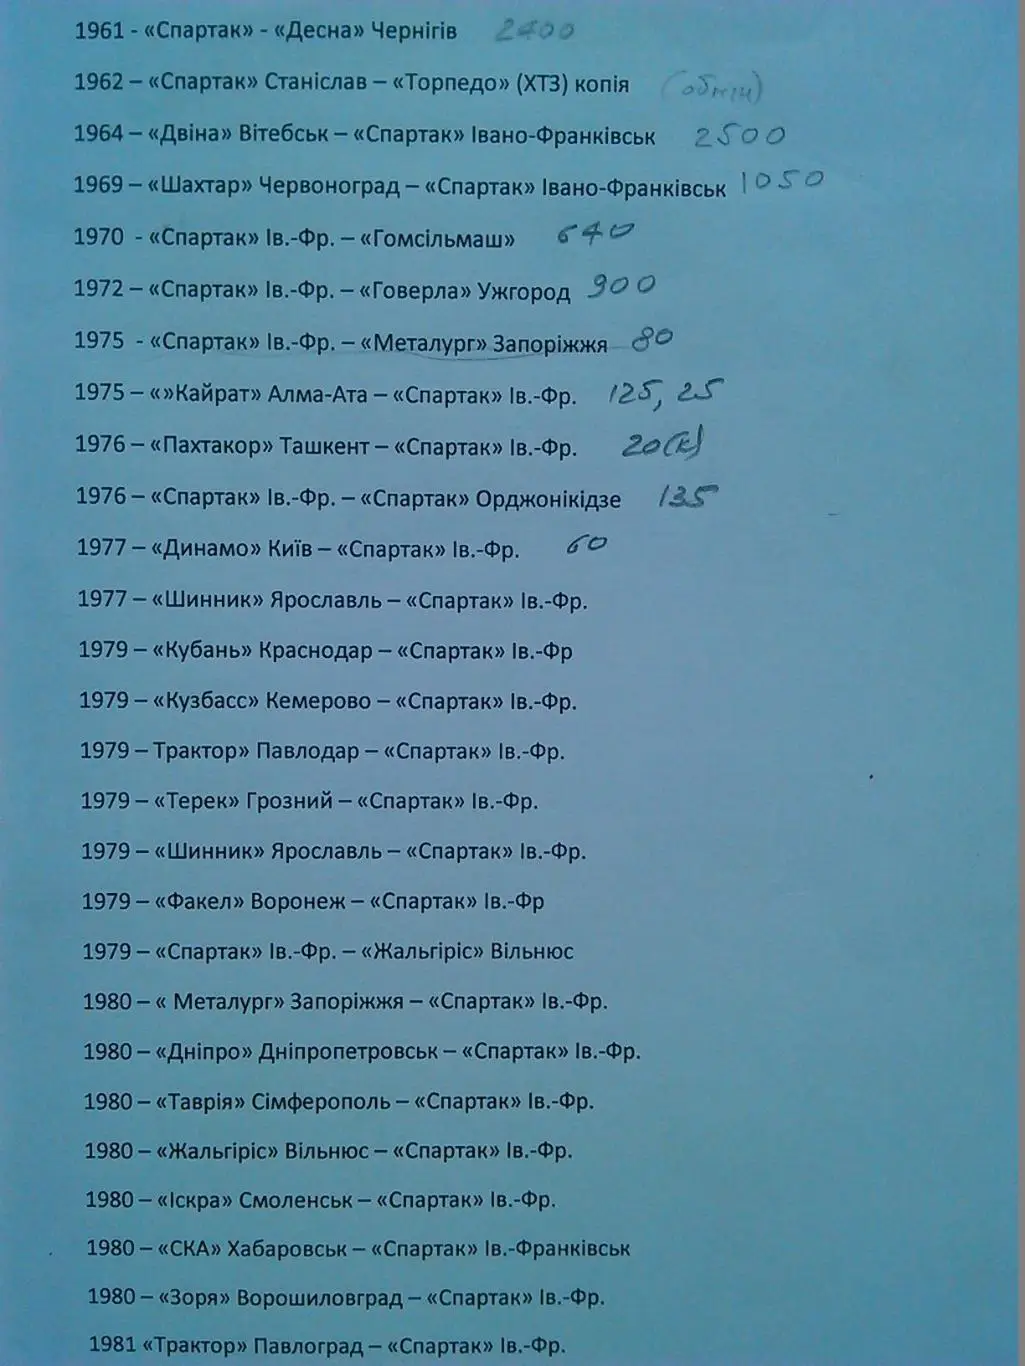 1961 - «Спартак» - «Десна» Чернігів 2400
1962 – «Спартак» Станіслав – «Торпедо» (ХТЗ) копія (обмін)
1964 – «Двіна» Вітебськ – «Спартак» Івано-Франківськ 2500
1969 – «Шахтар» Червоноград – «Спартак» Івано-Франківськ 1050
1970 - «Спартак» Ів.-Фр. – «Гомсільмаш» 640
1972 – «Спартак» Ів.-Фр. – «Говерла» Ужгород 900
1975 - «Спартак» Ів.-Фр. – «Металург» Запоріжжя 80
1975 – «»Кайрат» Алма-Ата – «Спартак» Ів.-Фр. 125, 25
1976 – «Пахтакор» Ташкент – «Спартак» Ів.-Фр. 20(к)
1976 – «Спартак» Ів.-Фр. – «Спартак» Орджонікідзе 135
1977 – «Динамо» Київ – «Спартак» Ів.-Фр. 60
1977 – «Шинник» Ярославль – «Спартак» Ів.-Фр.
1979 – «Кубань» Краснодар – «Спартак» Ів.-Фр
1979 – «Кузбасс» Кемерово – «Спартак» Ів.-Фр.
1979 – Трактор» Павлодар – «Спартак» Ів.-Фр.
1979 – «Терек» Грозний – «Спартак» Ів.-Фр.
1979 – «Шинник» Ярославль – «Спартак» Ів.-Фр.
1979 – «Факел» Воронеж – «Спартак» Ів.-Фр
1979 – «Спартак» Ів.-Фр. – «Жальгіріс» Вільнюс
1980 – « Металург» Запоріжжя – «Спартак» Ів.-Фр.
1980 – «Дніпро» Дніпропетровськ – «Спартак» Ів.-Фр.
1980 – «Таврія» Сімферополь – «Спартак» Ів.-Фр.
1980 – «Жальгіріс» Вільнюс – «Спартак» Ів.-Фр.
1980 – «Іскра» Смоленськ – «Спартак» Ів.-Фр.
1980 – «СКА» Хабаровськ – «Спартак» Ів.-Франківськ
1980 – «Зоря» Ворошиловград – «Спартак» Ів.-Фр.
1981 «Трактор» Павлоград – «Спартак» Ів.-Фр.